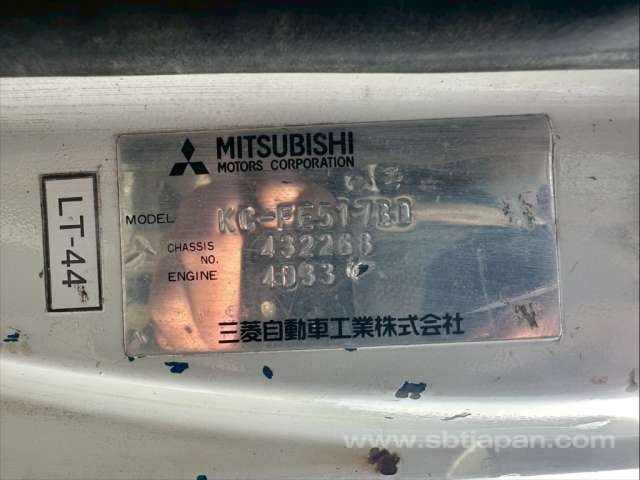 MITSUBISHI
MOTORS CORPORATION
MODEL KC-FE517BD
CHASSIS NO. 432268
ENGINE 4D33
三菱自動車工業株式会社
LT-44
www.sbtjapan.com